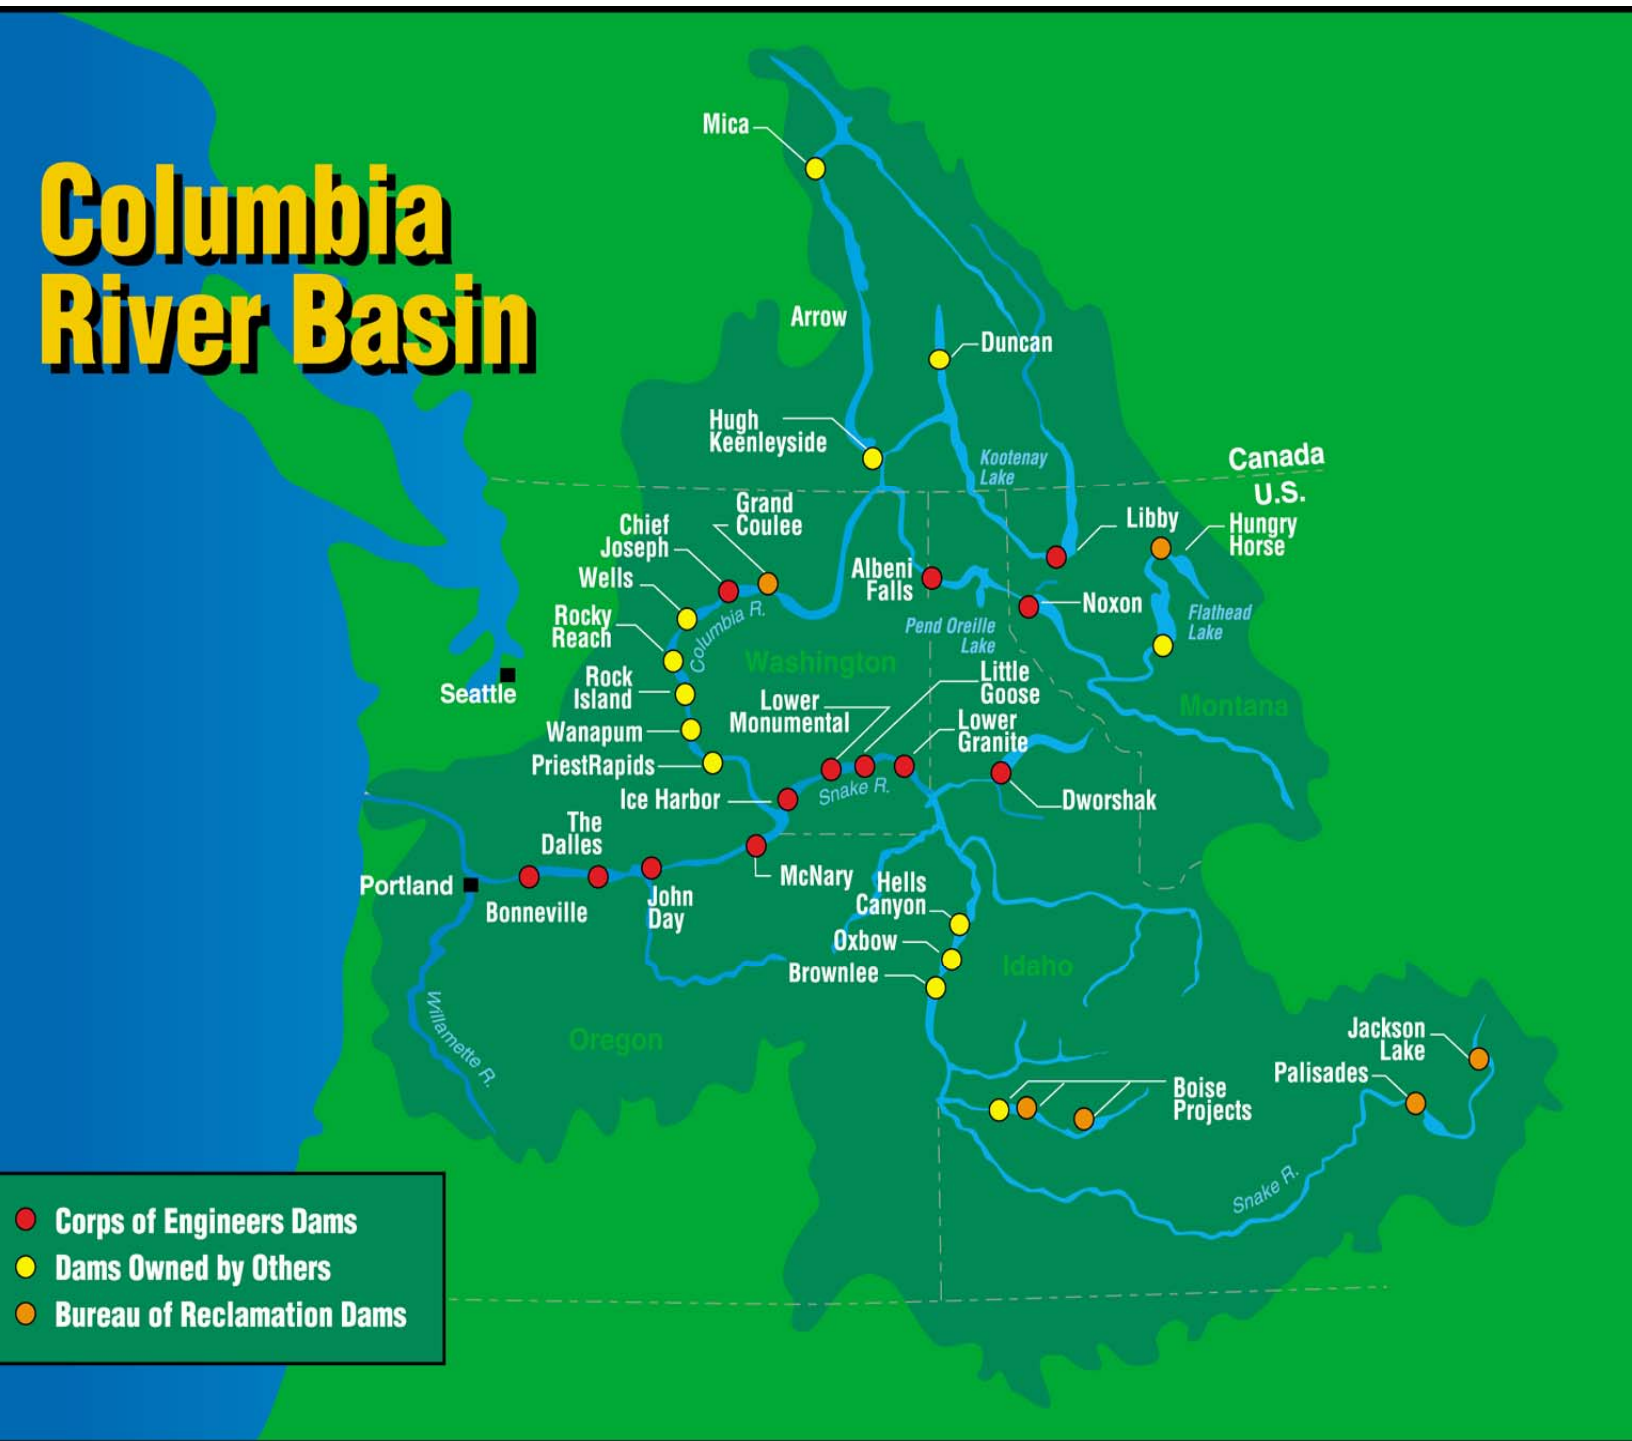 Columbia
River Basin
Mica
Arrow
Duncan
Hugh
Keenleyside
Kootenay
Lake
Canada
U.S.
Grand
Coulee
Chief
Joseph
Libby
Hungry
Horse
Wells
Albeni
Falls
Rocky
Reach
Columbia R.
Noxon
Flathead
Lake
Pend Oreille
Lake
Washington
Rock
Island
Seattle
Little
Goose
Lower
Monumental
Montana
Lower
Granite
Wanapum
PriestRapids
Ice Harbor
Snake R.
Dworshak
The
Dalles
McNary
Portland
Bonneville
John
Day
Hells
Canyon
Oxbow
Brownlee
Idaho
Willamette R.
Oregon
Jackson
Lake
Palisades
Boise
Projects
Snake R.
Corps of Engineers Dams
Dams Owned by Others
Bureau of Reclamation Dams